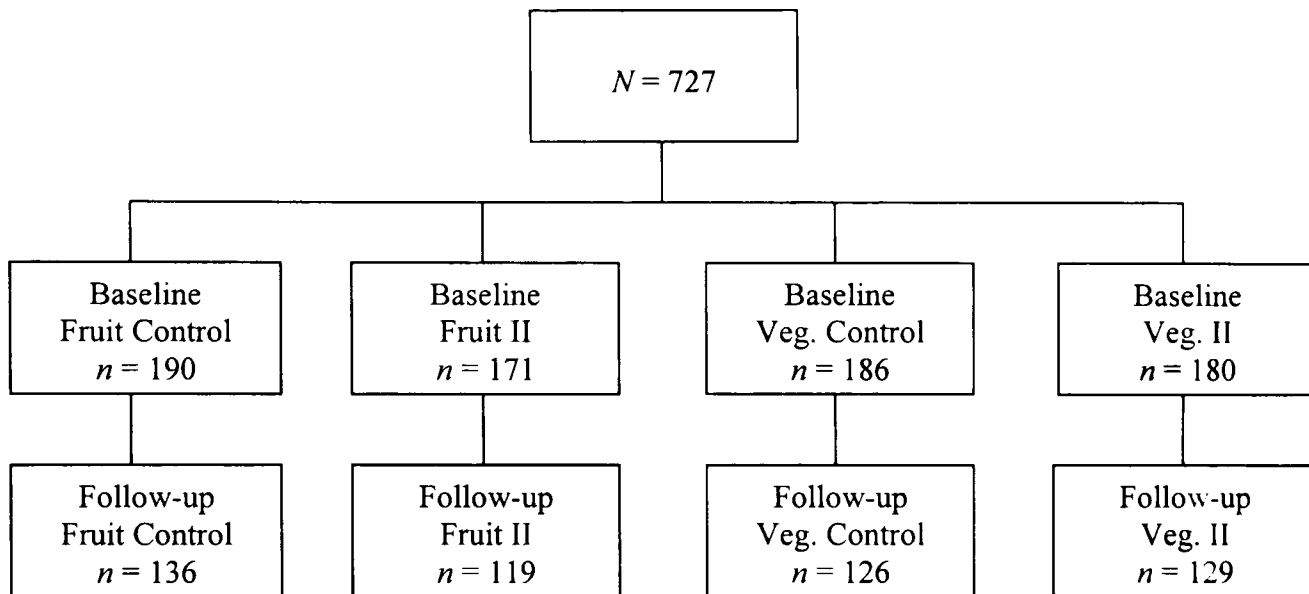 N = 727
Baseline
Fruit Control
n = 190
Baseline
Fruit II
n = 171
Baseline
Veg. Control
n = 186
Baseline
Veg. II
n = 180
Follow-up
Fruit Control
n = 136
Follow-up
Fruit II
n = 119
Follow-up
Veg. Control
n = 126
Follow-up
Veg. II
n = 129